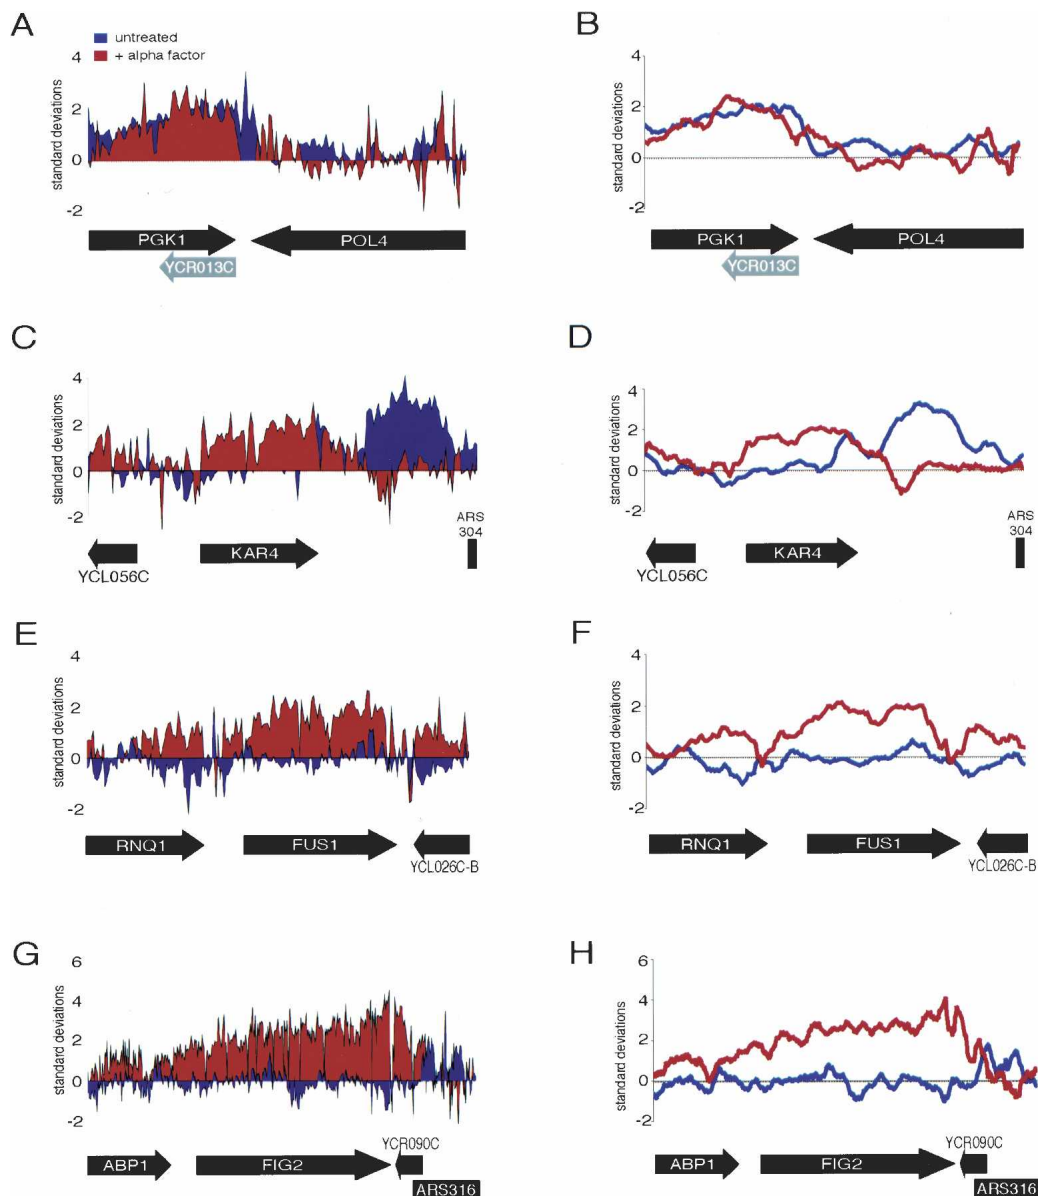 A
untreated
+ alpha factor
4
2
0
-2
standard deviations
PGK1
POL4
YCR013C
B
4
2
0
-2
standard deviations
PGK1
POL4
YCR013C
C
4
2
0
-2
standard deviations
ARS
304
KAR4
YCL056C
D
4
2
0
-2
standard deviations
ARS
304
KAR4
YCL056C
E
4
2
0
-2
standard deviations
RNQ1
FUS1
YCL026C-B
F
4
2
0
-2
standard deviations
RNQ1
FUS1
YCL026C-B
G
6
4
2
0
-2
standard deviations
YCR090C
ABP1
FIG2
ARS316
H
6
4
2
0
-2
standard deviations
YCR090C
ABP1
FIG2
ARS316